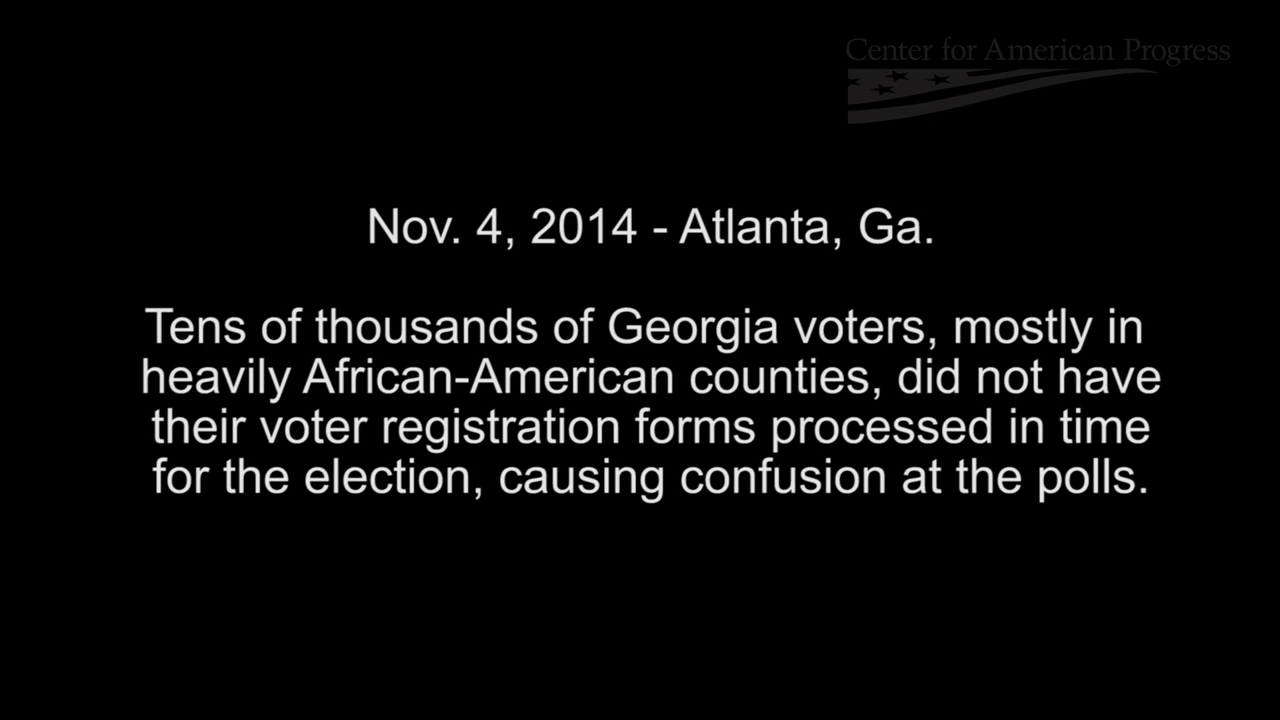 Center for American Progress
Nov. 4, 2014 - Atlanta, Ga.
Tens of thousands of Georgia voters, mostly in
heavily African-American counties, did not have
their voter registration forms processed in time
for the election, causing confusion at the polls.